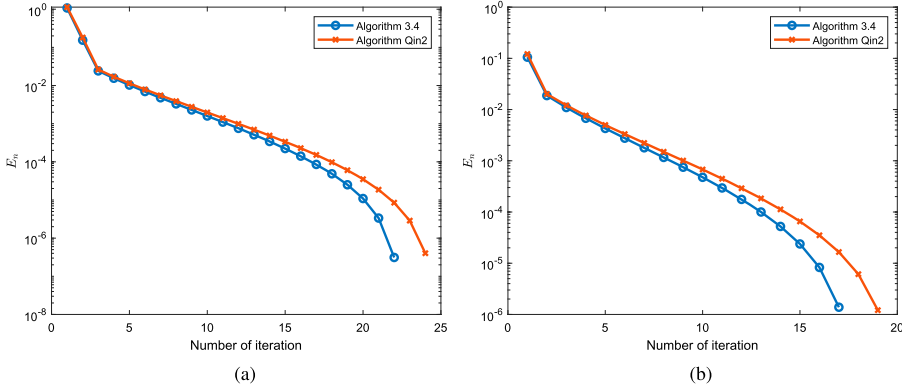 10^0
10^-2
10^-4
10^-6
10^-8
E_n
0 5 10 15 20 25
Number of iteration
Algorithm 3.4
Algorithm Qin2
(a)
10^0
10^-1
10^-2
10^-3
10^-4
10^-5
10^-6
E_n
0 5 10 15 20
Number of iteration
Algorithm 3.4
Algorithm Qin2
(b)